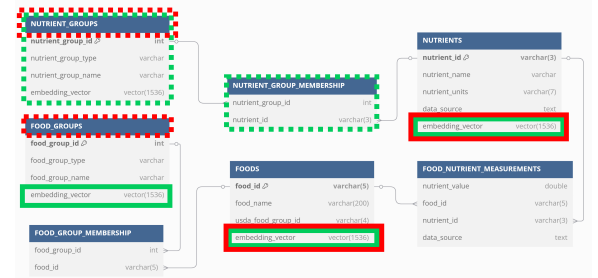 NUTRIENT_GROUPS
nutrient_group_id int
nutrient_group_type varchar
nutrient_group_name varchar
embedding_vector vector(1536)
NUTRIENT_GROUP_MEMBERSHIP
nutrient_group_id int
nutrient_id varchar(3)
NUTRIENTS
nutrient_id varchar(3)
nutrient_name varchar
nutrient_units varchar(7)
data_source text
embedding_vector vector(1536)
FOOD_GROUPS
food_group_id int
food_group_type varchar
food_group_name varchar
embedding_vector vector(1536)
FOODS
food_id varchar(5)
food_name varchar(200)
usda_food_group_id varchar(4)
embedding_vector vector(1536)
FOOD_NUTRIENT_MEASUREMENTS
nutrient_value double
food_id varchar(5)
nutrient_id varchar(3)
data_source text
FOOD_GROUP_MEMBERSHIP
food_group_id int
food_id varchar(5)